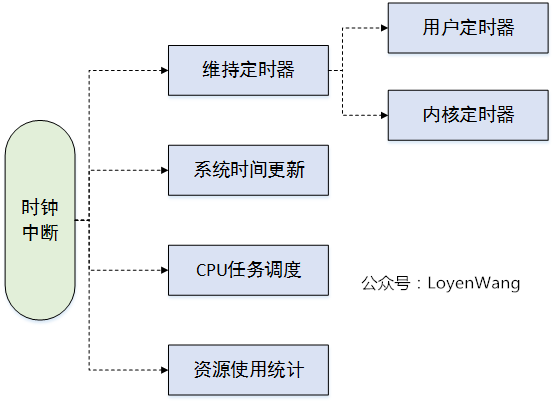 时钟
中断
维持定时器
用户定时器
内核定时器
系统时间更新
CPU任务调度
资源使用统计
公众号：LoyenWang